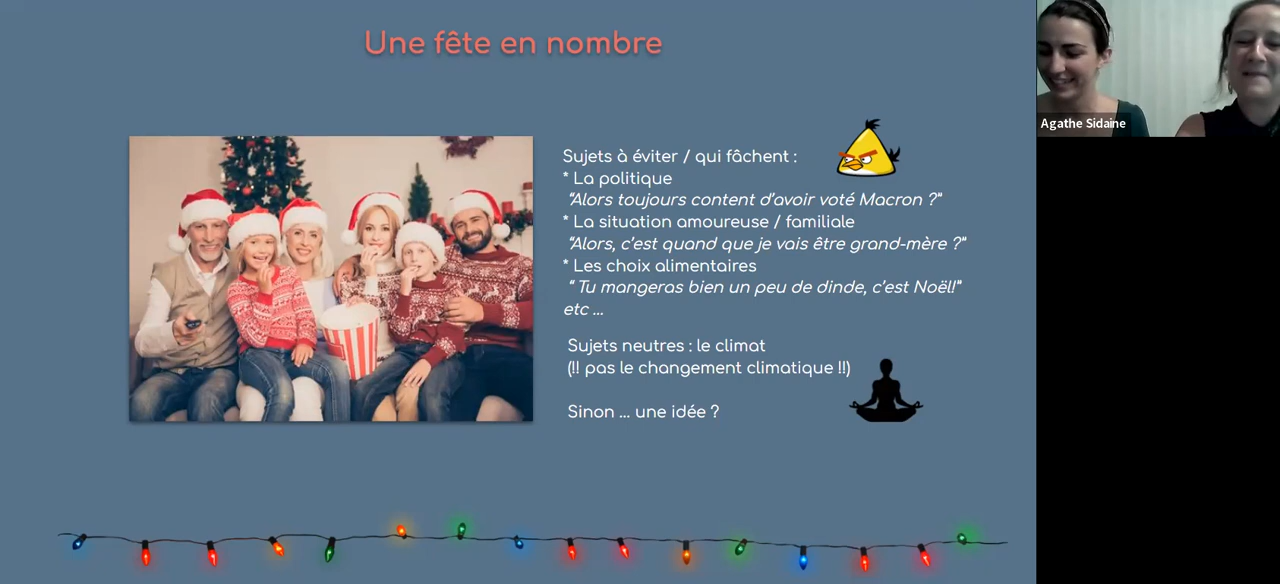 Une fête en nombre
Agathe Sidaine
Sujets à éviter / qui fâchent :
* La politique
“Alors toujours content d’avoir voté Macron ?”
* La situation amoureuse / familiale
“Alors, c’est quand que je vais être grand-mère ?”
* Les choix alimentaires
“ Tu mangeras bien un peu de dinde, c’est Noël!”
etc ...
Sujets neutres : le climat
(!! pas le changement climatique !!)
Sinon ... une idée ?